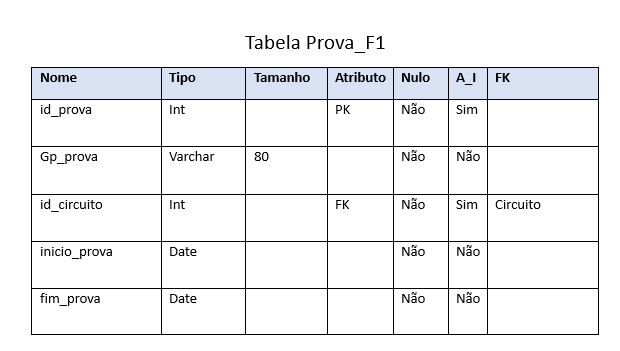 Tabela Prova_F1
Nome Tipo Tamanho Atributo Nulo A_I FK
id_prova Int PK Não Sim
Gp_prova Varchar 80 Não Não
id_circuito Int FK Não Sim Circuito
inicio_prova Date Não Não
fim_prova Date Não Não